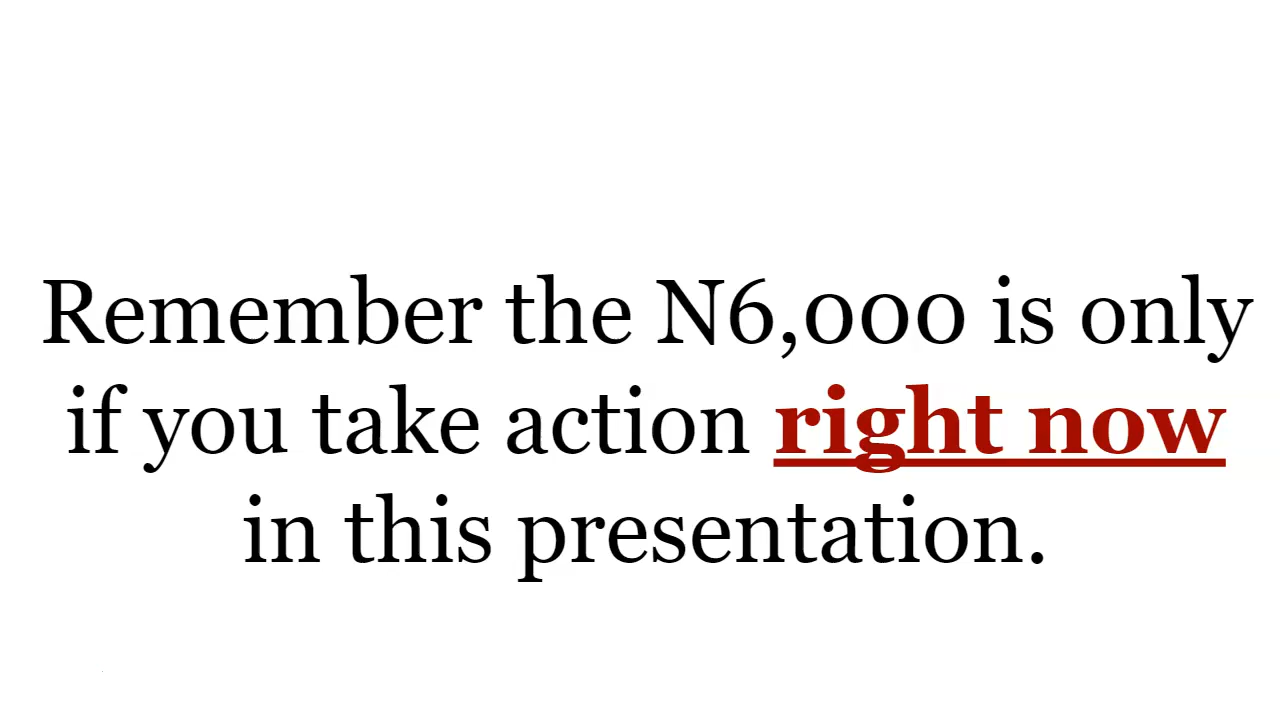 Remember the N6,000 is only
if you take action right now
in this presentation.